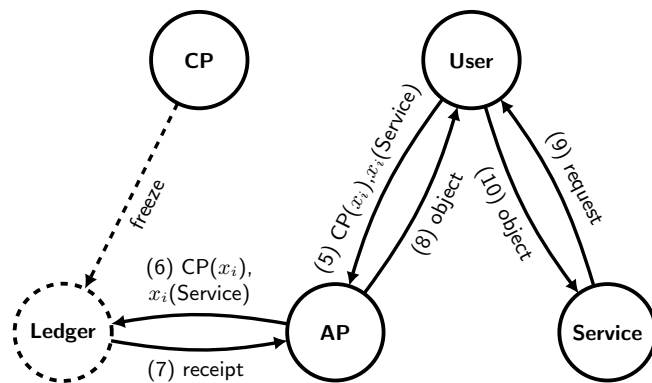 CP
User
(5) CP(x_i),x_i(Service)
(8) object
(10) object
(9) request
freeze
(6) CP(x_i),
x_i(Service)
Ledger
AP
Service
(7) receipt